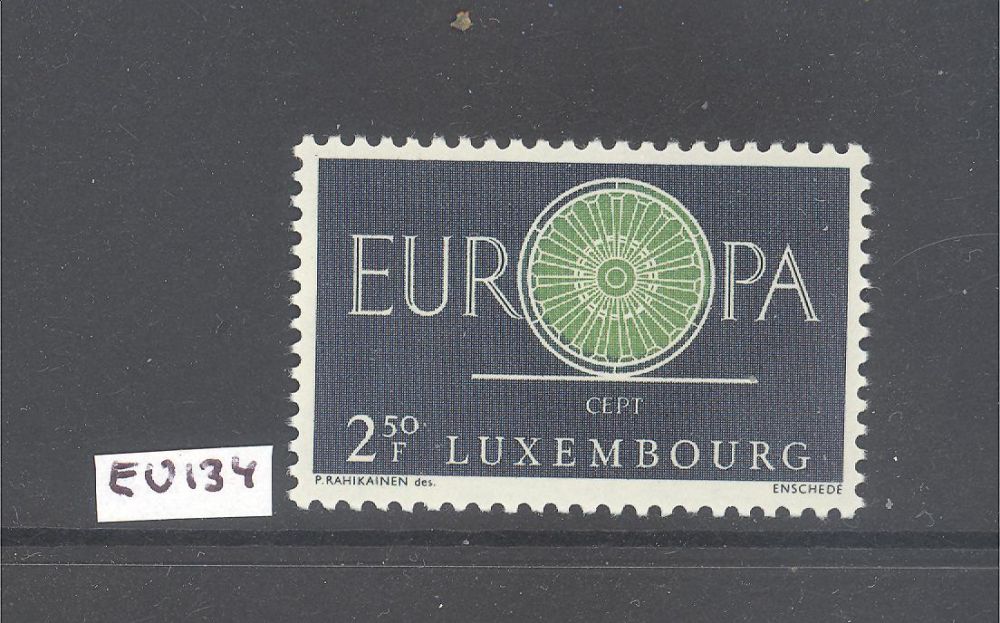 EUROPA
CEPT
2 50 F LUXEMBOURG
P. RAHIKAINEN des. ENSCHEDE
EU134